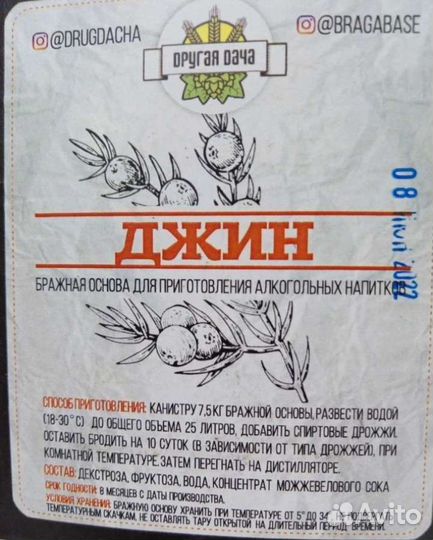 @DRUGDACHA
@BRAGABASE
ДРУГАЯ ДАЧА
08 2022
ДЖИН
БРАЖНАЯ ОСНОВА ДЛЯ ПРИГОТОВЛЕНИЯ АЛКОГОЛЬНЫХ НАПИТКОВ
СПОСОБ ПРИГОТОВЛЕНИЯ: КАНИСТРУ 7,5 КГ БРАЖНОЙ ОСНОВЫ, РАЗВЕСТИ ВОДОЙ
(18-30°С) ДО ОБЩЕГО ОБЪЕМА 25 ЛИТРОВ, ДОБАВИТЬ СПИРТОВЫЕ ДРОЖЖИ.
ОСТАВИТЬ БРОДИТЬ НА 10 СУТОК (В ЗАВИСИМОСТИ ОТ ТИПА ДРОЖЖЕЙ), ПРИ
КОМНАТНОЙ ТЕМПЕРАТУРЕ. ЗАТЕМ ПЕРЕГНАТЬ НА ДИСТИЛЛЯТОРЕ.
СОСТАВ: ДЕКСТРОЗА, ФРУКТОЗА, ВОДА, КОНЦЕНТРАТ МОЖЖЕВЕЛОВОГО СОКА
СРОК ГОДНОСТИ: 8 МЕСЯЦЕВ С ДАТЫ ПРОИЗВОДСТВА.
УСЛОВИЯ ХРАНЕНИЯ: БРАЖНУЮ ОСНОВУ ХРАНИТЬ ПРИ ТЕМПЕРАТУРЕ ОТ 5° ДО
ТЕМПЕРАТУРНЫМ СКАЧКАМ, НЕ ОСТАВЛЯТЬ ТАРУ ОТКРЫТОЙ НА ДЛИТЕЛЬНЫЙ ПЕРИОД ВРЕМЕНИ.
Avito